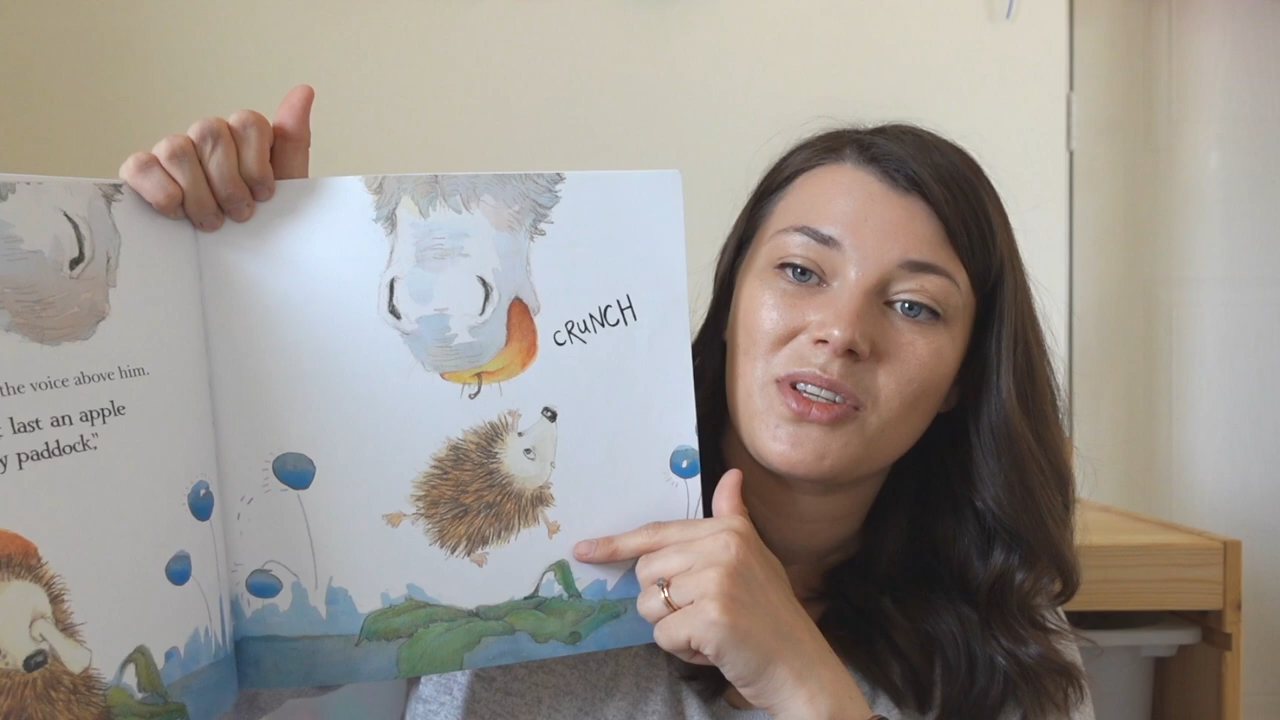 the voice above him.
last an apple
y paddock,"
CRUNCH